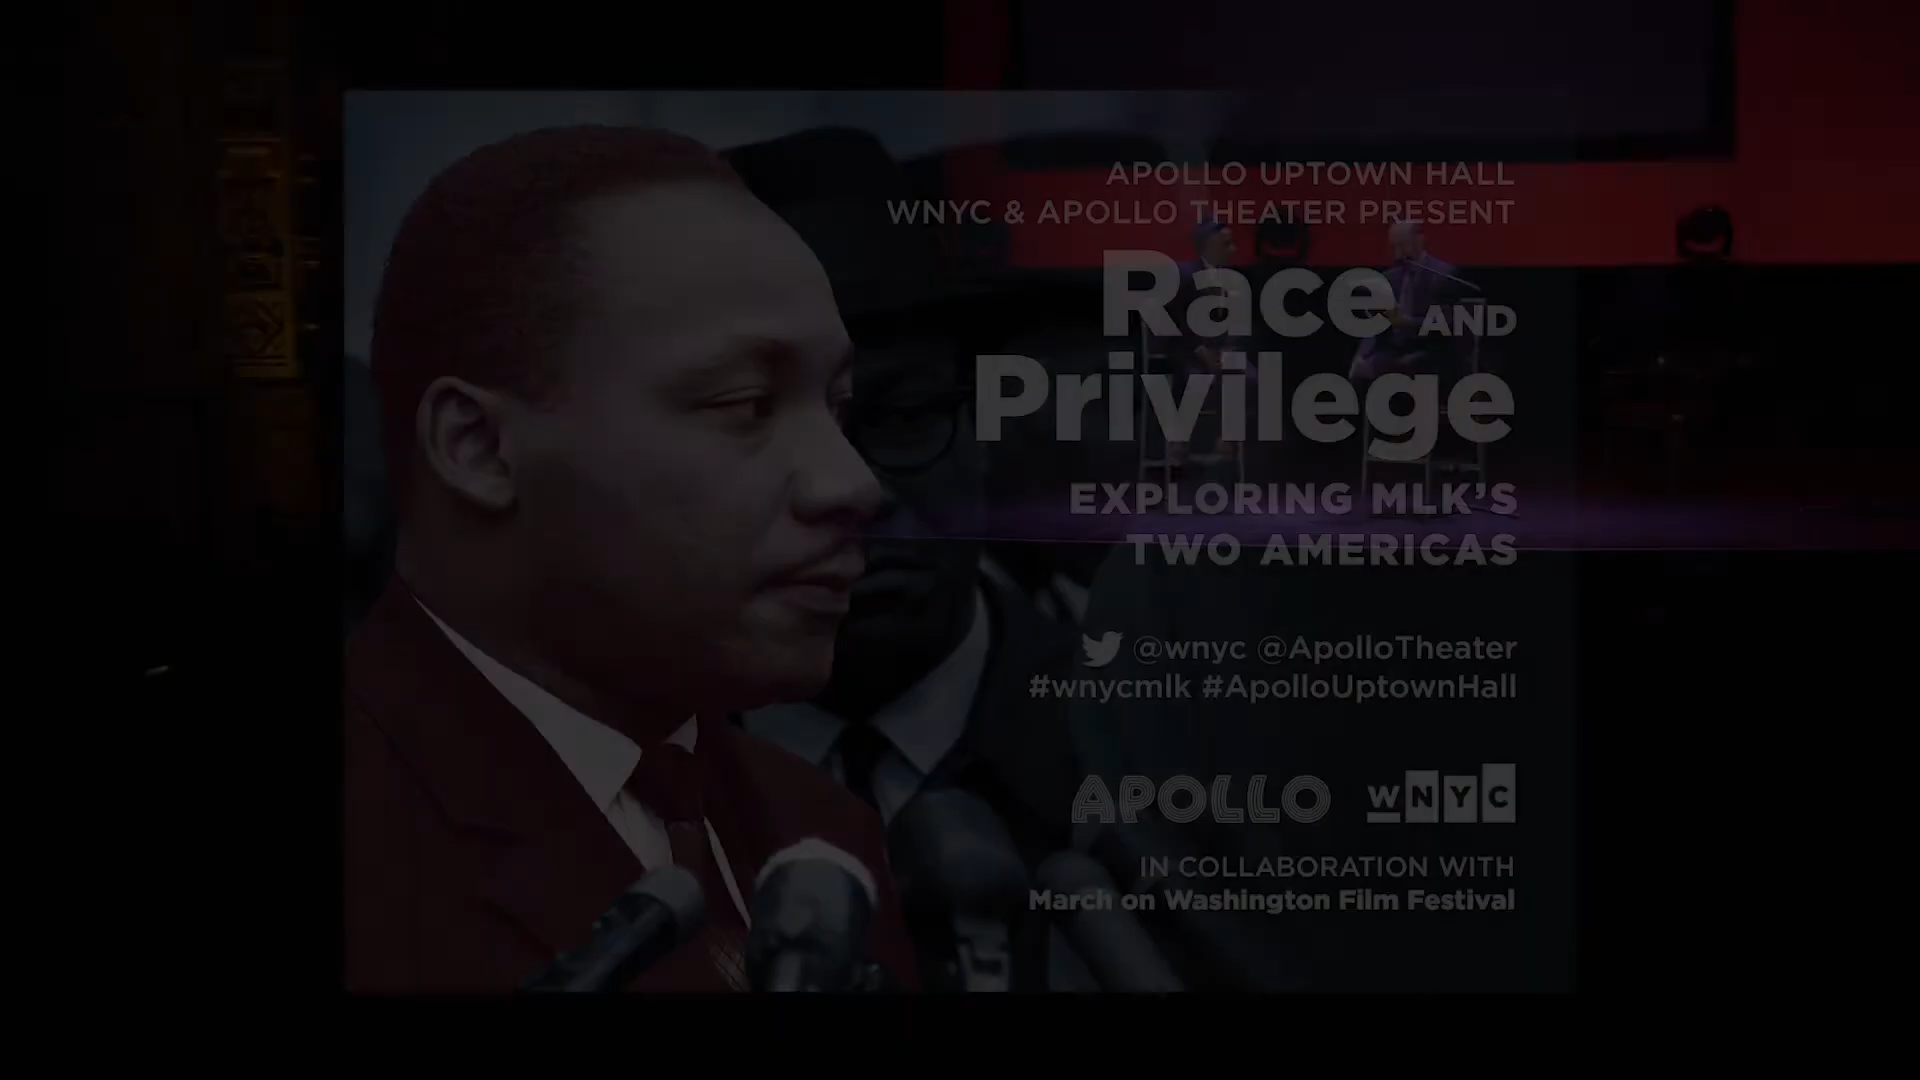 APOLLO UPTOWN HALL
WNYC & APOLLO THEATER PRESENT
Race AND
Privilege
EXPLORING MLK'S
TWO AMERICAS
@wnyc @ApolloTheater
#wnycmlk #ApolloUptownHall
APOLLO WNYC
IN COLLABORATION WITH
March on Washington Film Festival